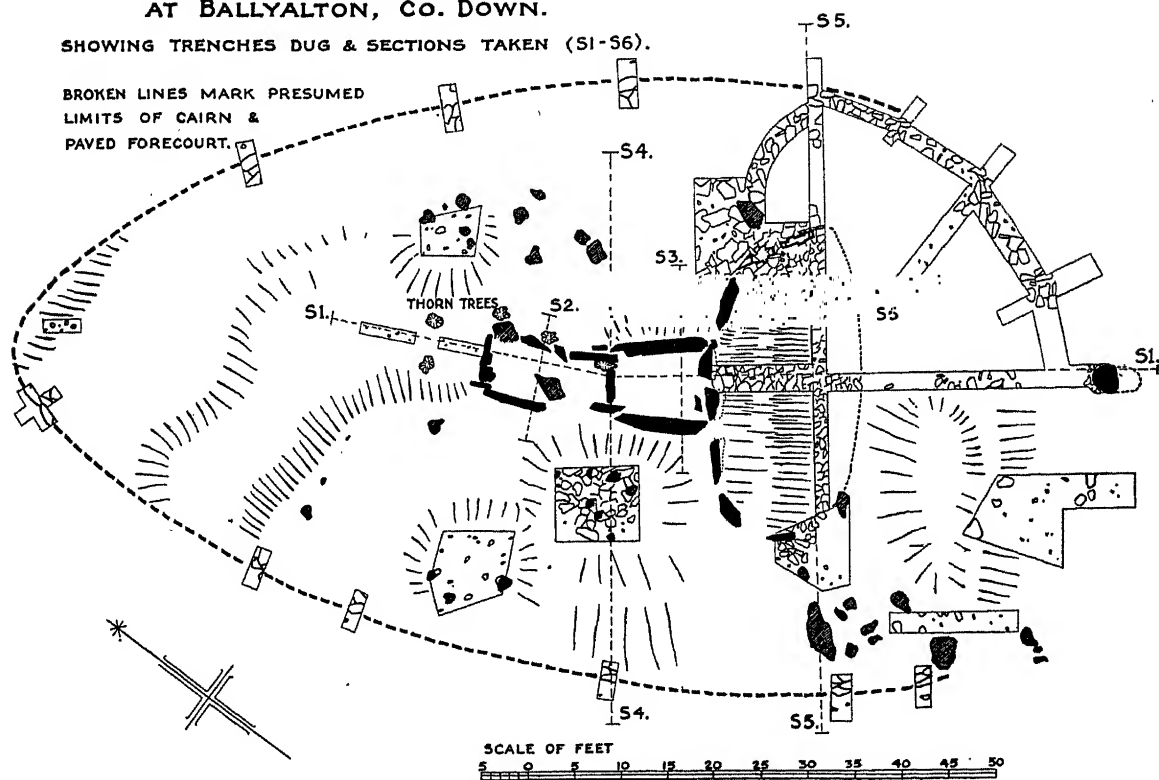 AT BALLYALTON, CO. DOWN.
SHOWING TRENCHES DUG & SECTIONS TAKEN (S1-S6).
BROKEN LINES MARK PRESUMED
LIMITS OF CAIRN &
PAVED FORECOURT.
S5.
S4.
S3.
THORN TREES
S1.
S2.
S6
S1.
S4.
S5.
SCALE OF FEET
5 0 5 10 15 20 25 30 35 40 45 50